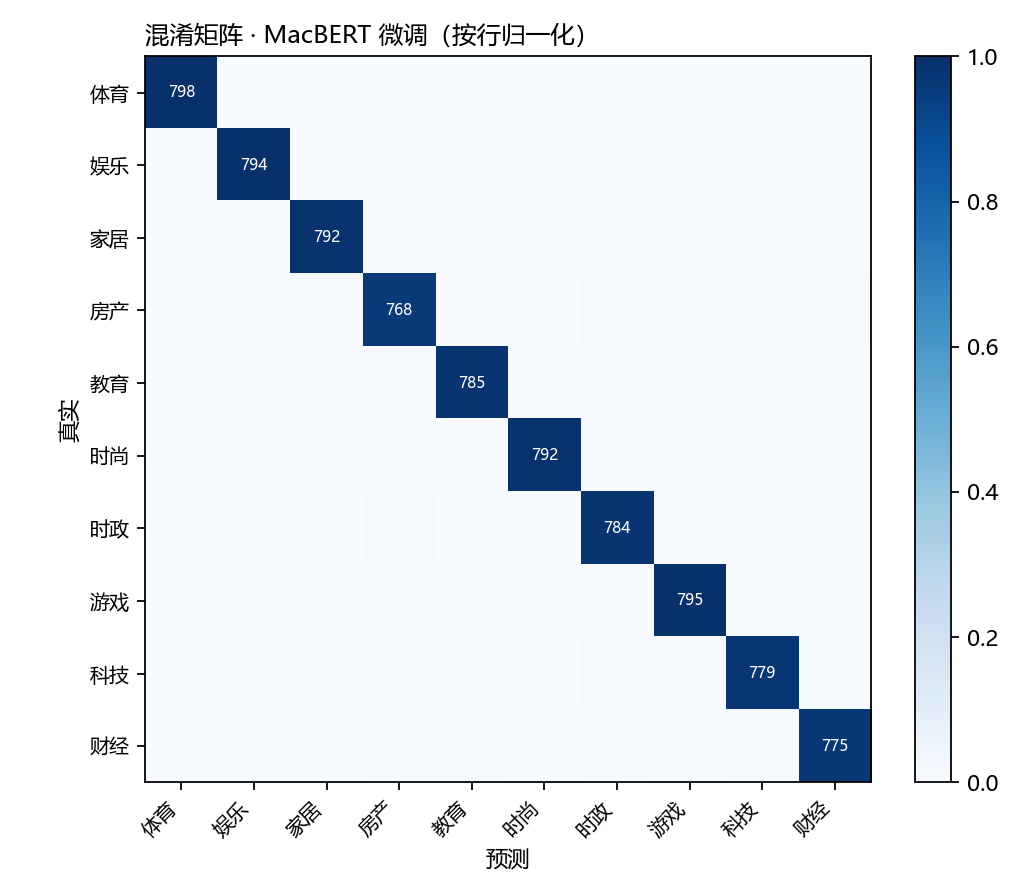 混淆矩阵 · MacBERT 微调（按行归一化）
体育
娱乐
家居
房产
教育
时尚
时政
游戏
科技
财经
真实
798
794
792
768
785
792
784
795
779
775
体育
娱乐
家居
房产
教育
时尚
时政
游戏
科技
财经
预测
1.0
0.8
0.6
0.4
0.2
0.0